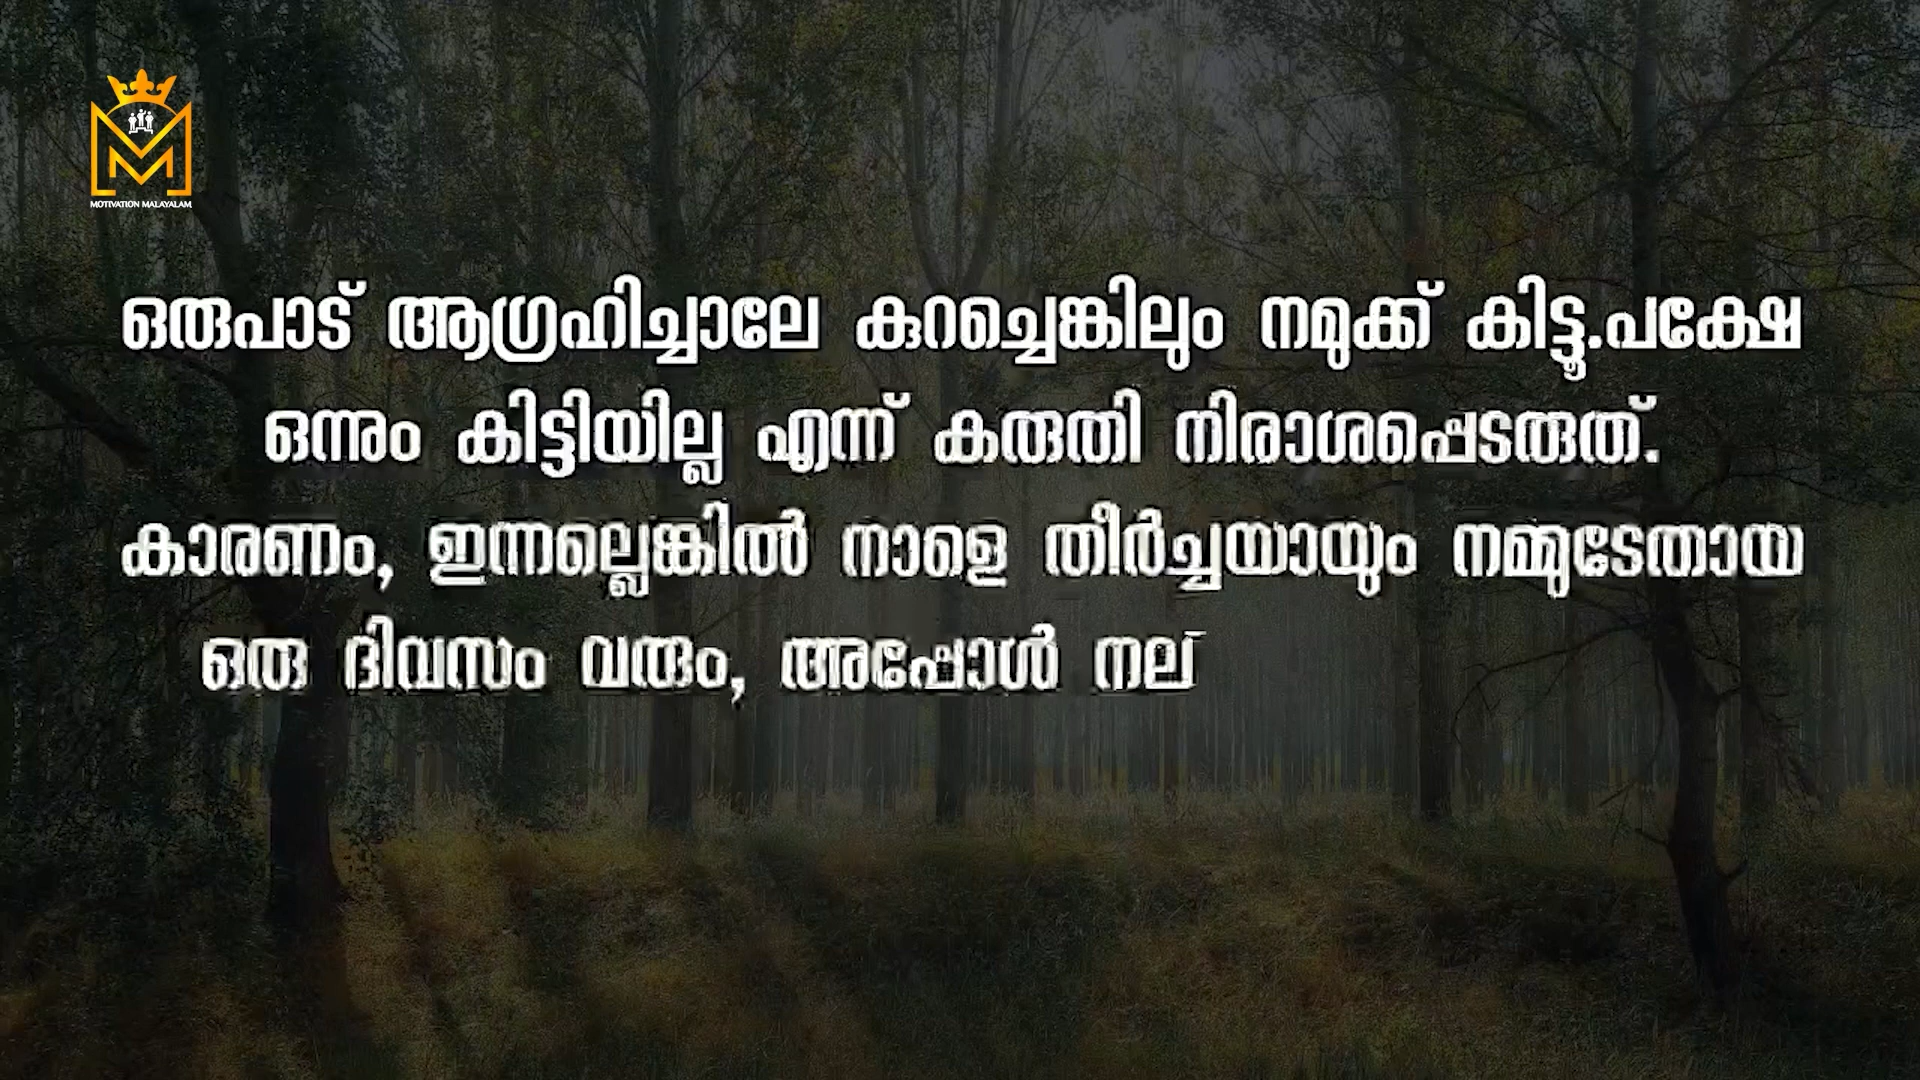 MOTIVATION MALAYALAM
ഒരുപാട് ആഗ്രഹിച്ചാലേ കുറച്ചെങ്കിലും നമുക്ക് കിട്ടൂ.പക്ഷേ
ഒന്നും കിട്ടിയില്ല എന്ന് കരുതി നിരാശപ്പെടരുത്.
കാരണം, ഇന്നല്ലെങ്കിൽ നാളെ തീർച്ചയായും നമ്മുടേതായ
ഒരു ദിവസം വരും, അപ്പോൾ